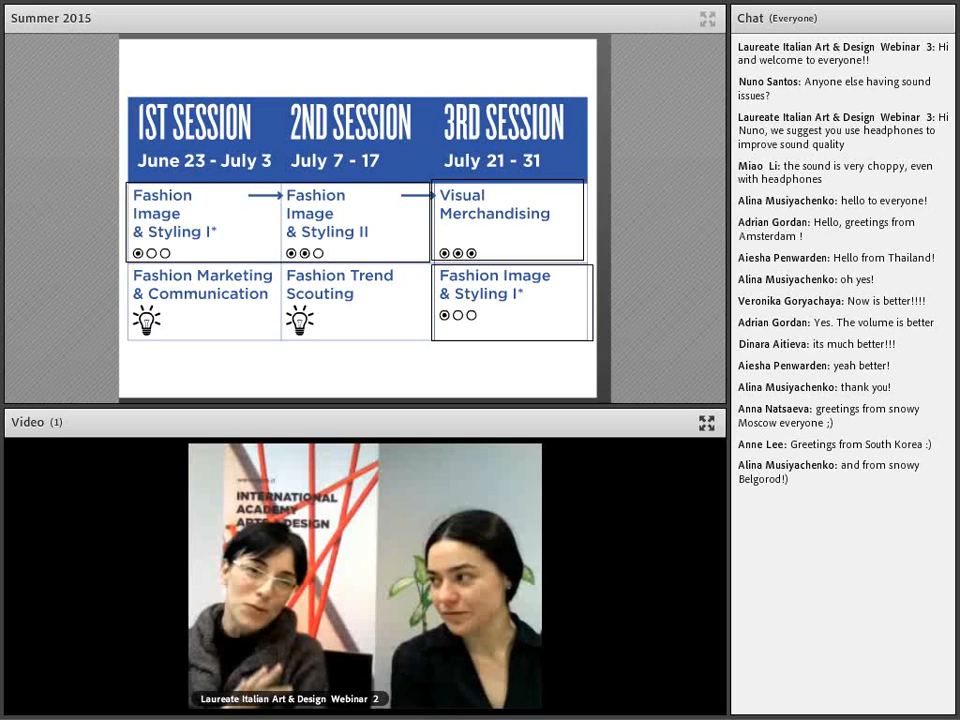 Summer 2015
1ST SESSION 2ND SESSION 3RD SESSION
June 23 - July 3 July 7 - 17 July 21 - 31
Fashion Fashion Visual
Image Image Merchandising
& Styling I* & Styling II
Fashion Marketing Fashion Trend Fashion Image
& Communication Scouting & Styling I*
Video (1)
INTERNATIONAL
ACADEMY
ARTS & DESIGN
Laureate Italian Art & Design Webinar 2
Chat (Everyone)
Laureate Italian Art & Design Webinar 3: Hi
and welcome to everyone!!
Nuno Santos: Anyone else having sound
issues?
Laureate Italian Art & Design Webinar 3: Hi
Nuno, we suggest you use headphones to
improve sound quality
Miao Li: the sound is very choppy, even
with headphones
Alina Musiyachenko: hello to everyone!
Adrian Gordan: Hello, greetings from
Amsterdam !
Aiesha Penwarden: Hello from Thailand!
Alina Musiyachenko: oh yes!
Veronika Goryachaya: Now is better!!!!
Adrian Gordan: Yes. The volume is better
Dinara Aitieva: its much better!!!
Aiesha Penwarden: yeah better!
Alina Musiyachenko: thank you!
Anna Natsaeva: greetings from snowy
Moscow everyone ;)
Anne Lee: Greetings from South Korea :)
Alina Musiyachenko: and from snowy
Belgorod!)